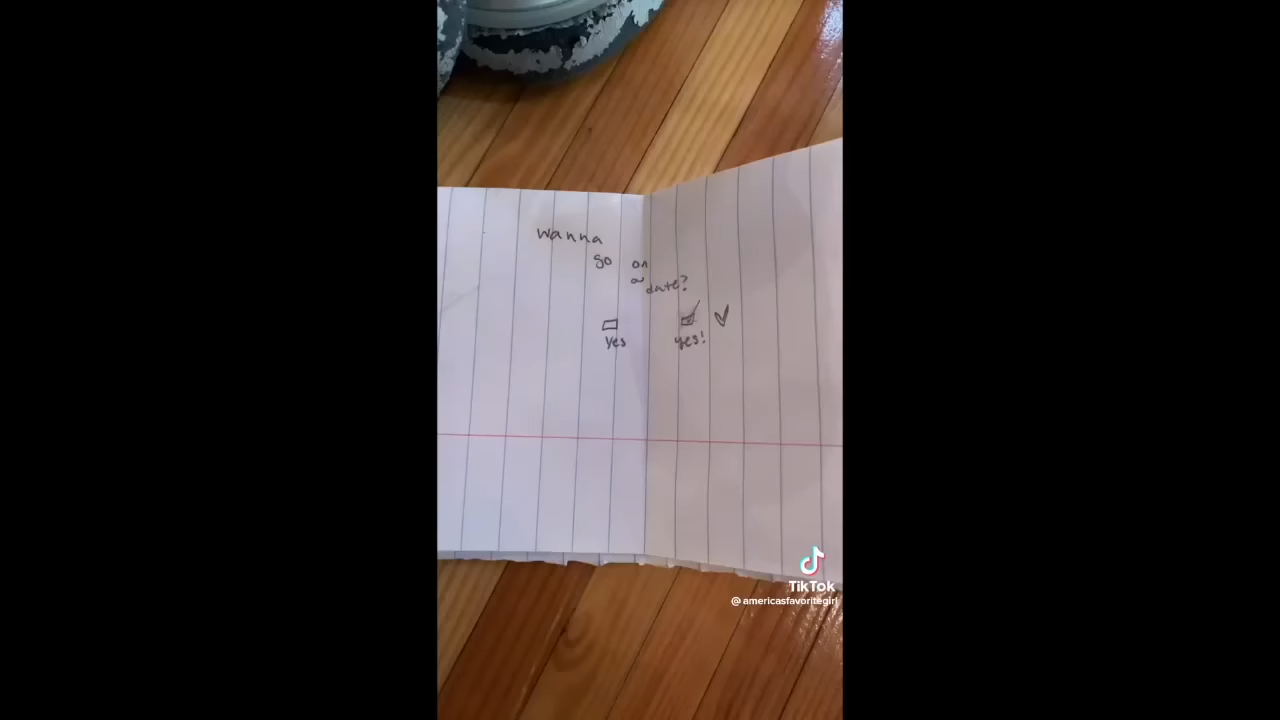 wanna
go on
a
date?
yes yes!
TikTok
@americasfavoritegirl